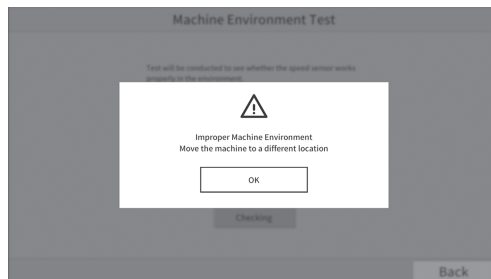 Machine Environment Test
Test will be conducted to see whether the speed sensor works
properly in the environment.
Improper Machine Environment
Move the machine to a different location
OK
Checking
Back